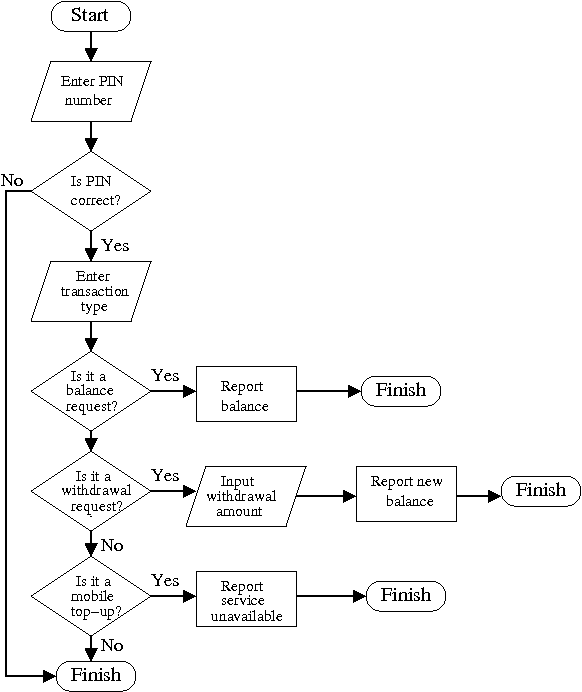 Start
Enter PIN
number
Is PIN
correct?
No
Yes
Enter
transaction
type
Is it a
balance
request?
Yes
Report
balance
Finish
Is it a
withdrawal
request?
Yes
Input
withdrawal
amount
Report new
balance
Finish
No
Is it a
mobile
top-up?
Yes
Report
service
unavailable
Finish
No
Finish